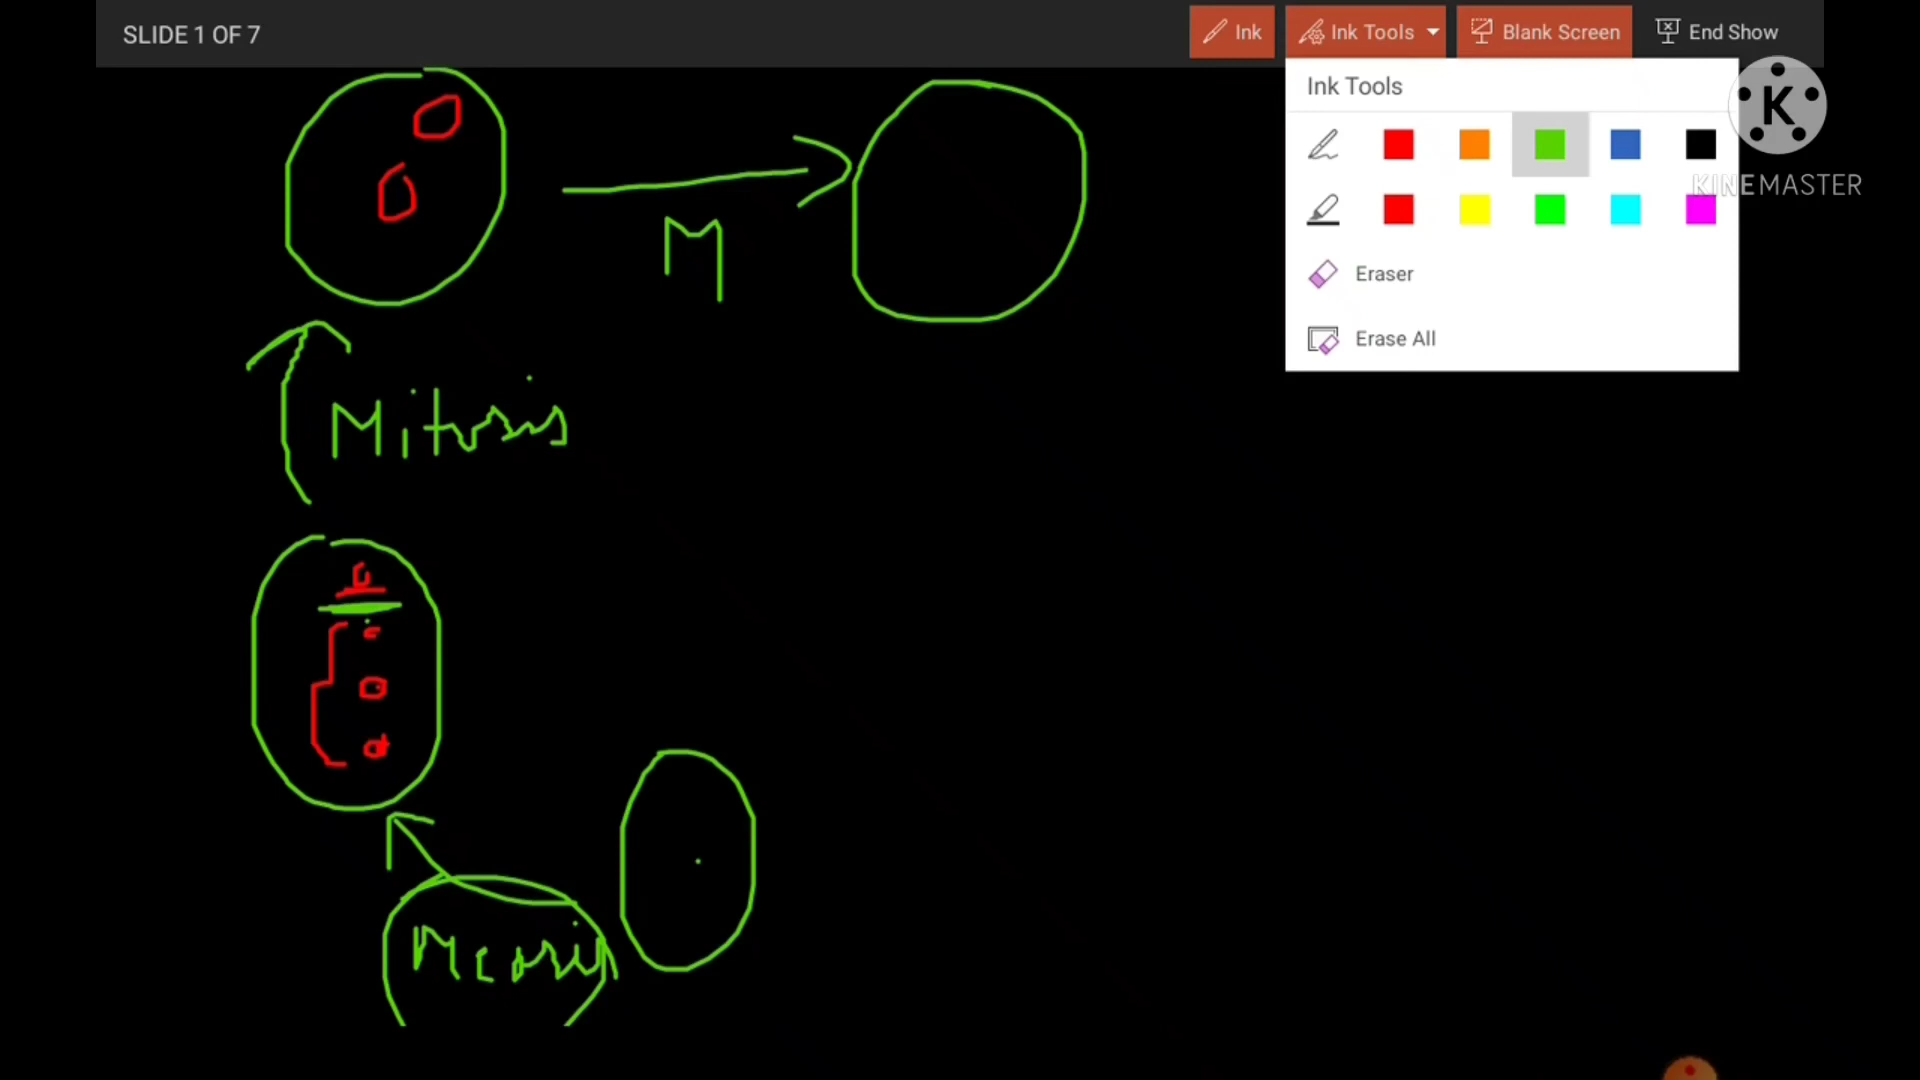 SLIDE 1 OF 7
Ink
Ink Tools
Blank Screen
End Show
Ink Tools
K
KINEMASTER
Eraser
Erase All
M
Mitosis